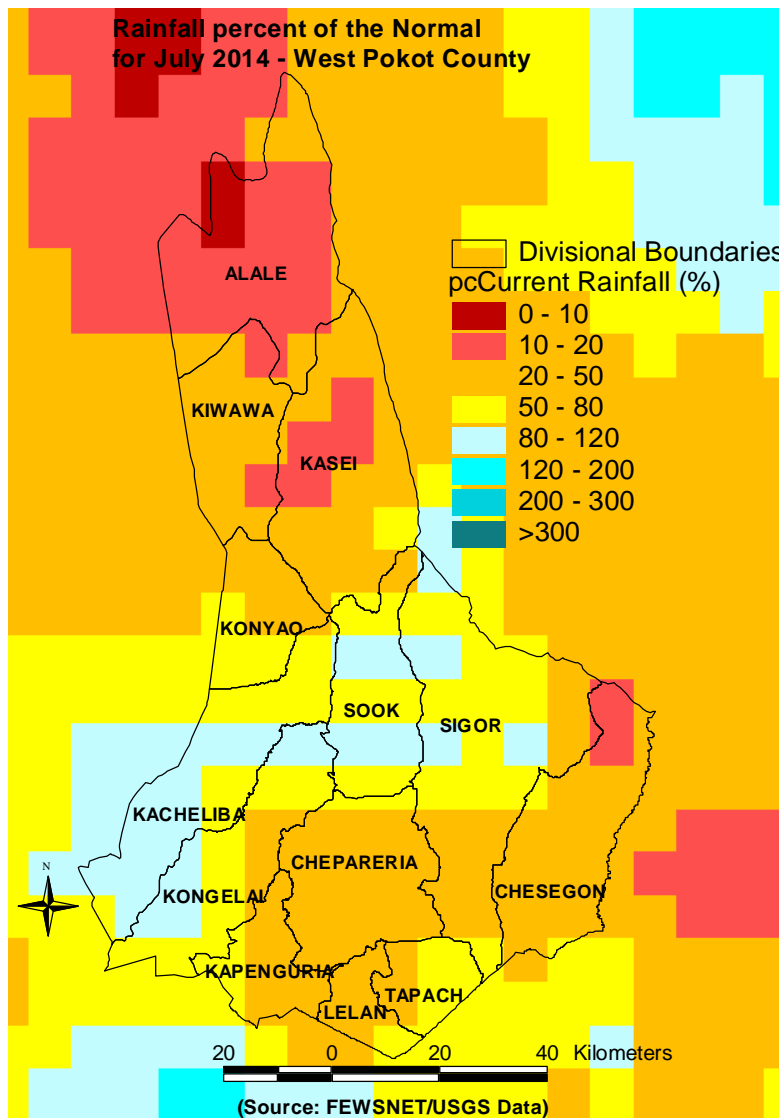 Rainfall percent of the Normal
for July 2014 - West Pokot County
Divisional Boundaries
pcCurrent Rainfall (%)
0 - 10
10 - 20
20 - 50
50 - 80
80 - 120
120 - 200
200 - 300
>300
ALALE
KIWAWA
KASEI
KONYAO
SOOK
SIGOR
KACHELIBA
CHEPARERIA
KONGELAI
CHESEGON
N
KAPENGURIA
TAPACH
LELAN
20 0 20 40 Kilometers
(Source: FEWSNET/USGS Data)